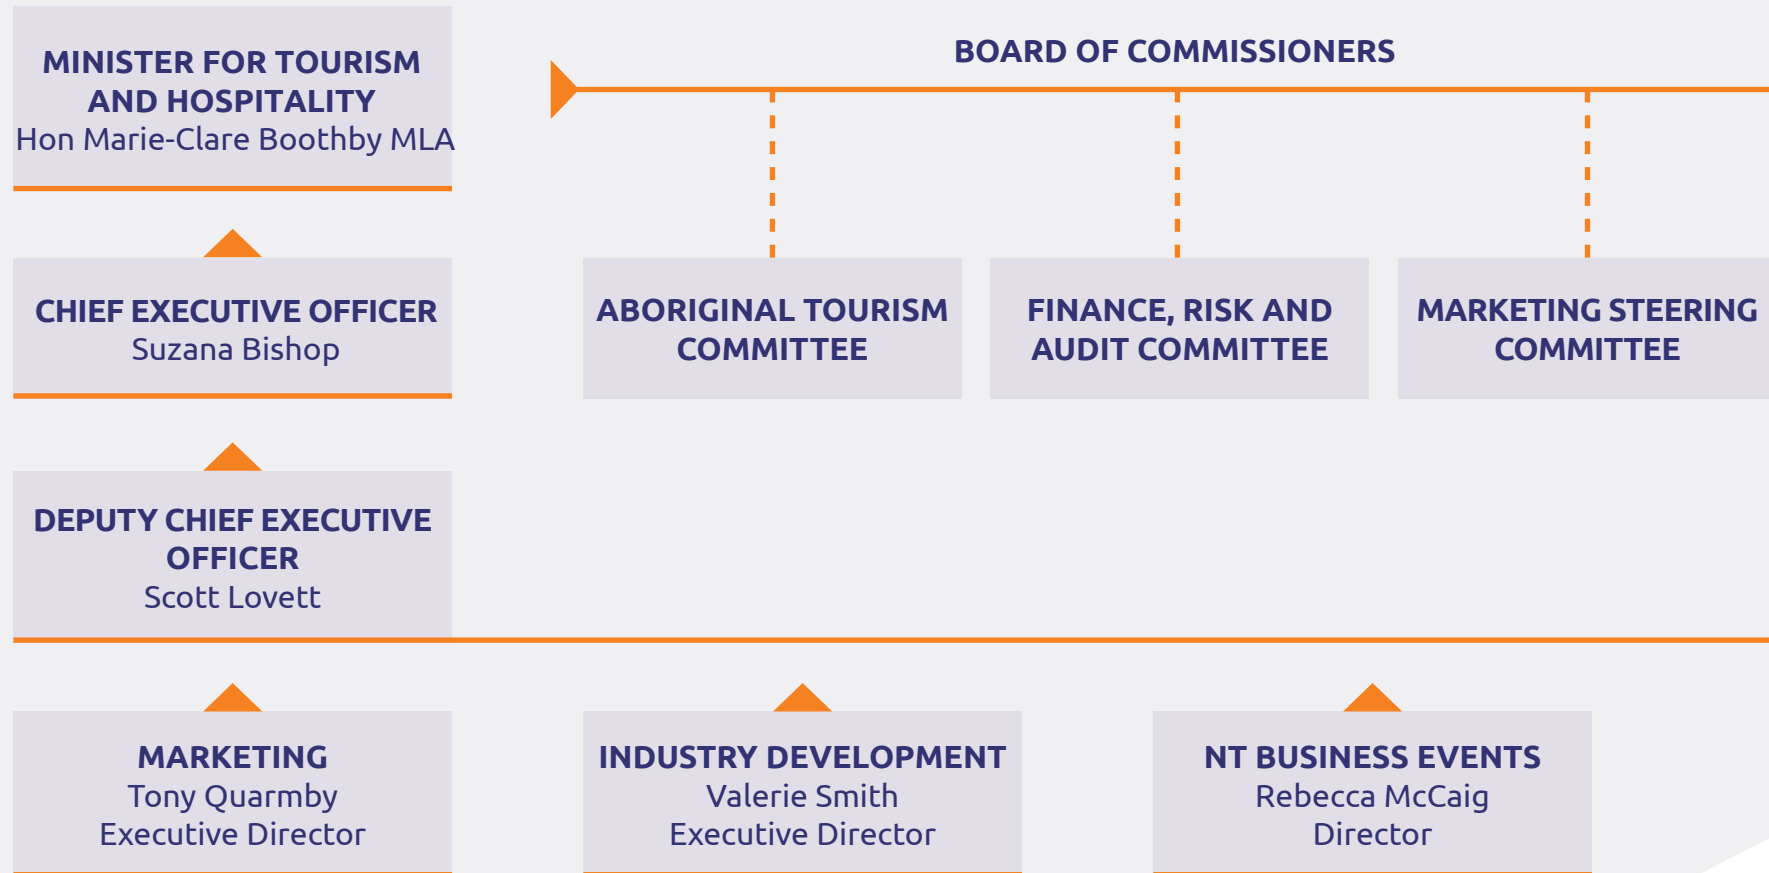 MINISTER FOR TOURISM
AND HOSPITALITY
Hon Marie-Clare Boothby MLA
BOARD OF COMMISSIONERS
CHIEF EXECUTIVE OFFICER
Suzana Bishop
ABORIGINAL TOURISM
COMMITTEE
FINANCE, RISK AND
AUDIT COMMITTEE
MARKETING STEERING
COMMITTEE
DEPUTY CHIEF EXECUTIVE
OFFICER
Scott Lovett
MARKETING
Tony Quarmby
Executive Director
INDUSTRY DEVELOPMENT
Valerie Smith
Executive Director
NT BUSINESS EVENTS
Rebecca McCaig
Director